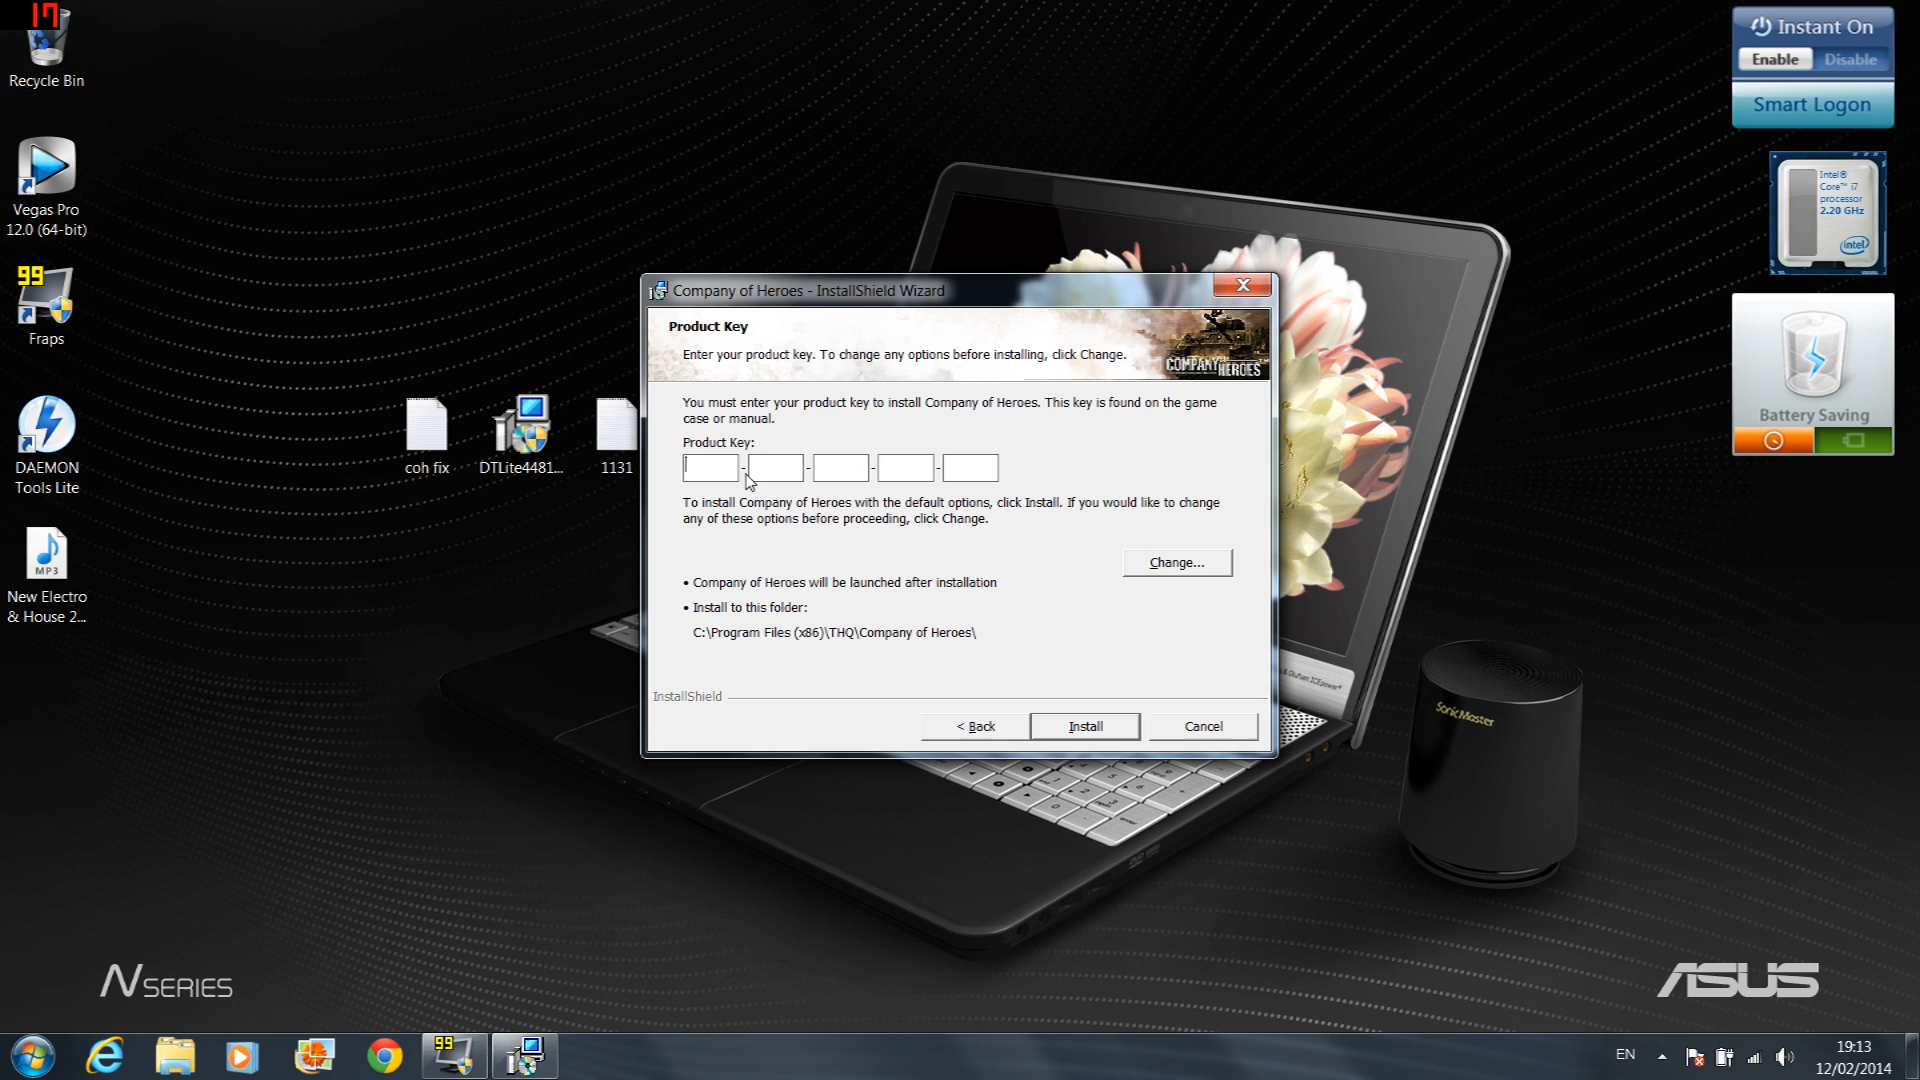 17
Recycle Bin
Vegas Pro
12.0 (64-bit)
99
Fraps
DAEMON
Tools Lite
MP3
New Electro
& House 2...
coh fix
DTLite4481...
1131
Company of Heroes - InstallShield Wizard
Product Key
Enter your product key. To change any options before installing, click Change.
COMPANY HEROES
You must enter your product key to install Company of Heroes. This key is found on the game
case or manual.
Product Key:
- - - -
To install Company of Heroes with the default options, click Install. If you would like to change
any of these options before proceeding, click Change.
Change...
• Company of Heroes will be launched after installation
• Install to this folder:
C:\Program Files (x86)\THQ\Company of Heroes\
InstallShield
< Back
Install
Cancel
Instant On
Enable
Disable
Smart Logon
Intel®
Core™ i7
processor
2.20 GHz
intel
Battery Saving
& Olufsen ICEpower®
SonicMaster
N SERIES
ASUS
99
EN
19:13
12/02/2014